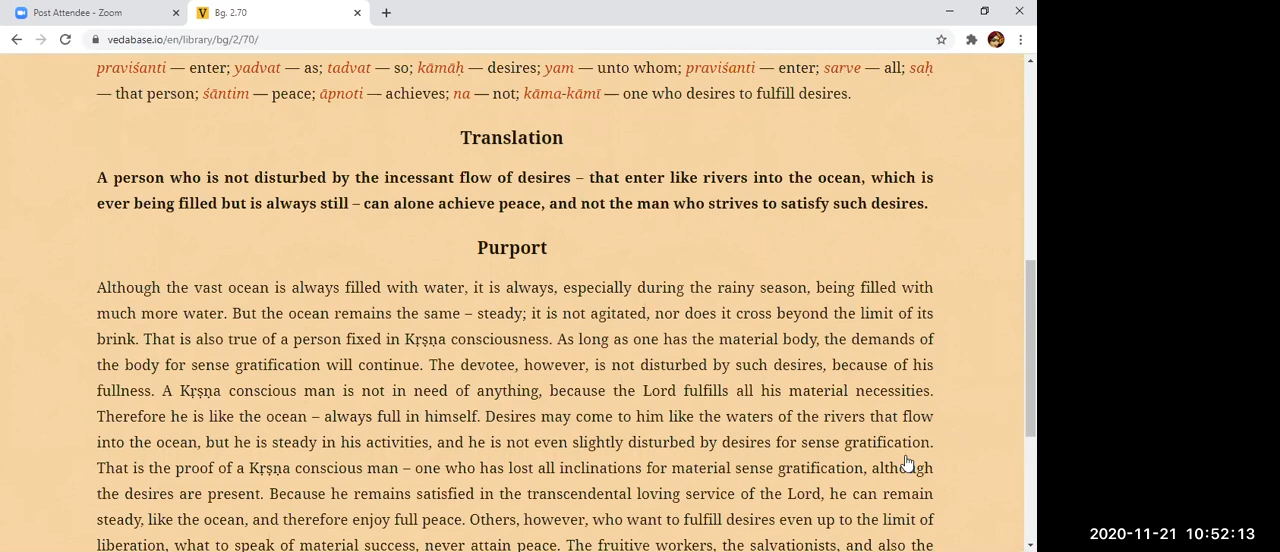 Post Attendee - Zoom
V Bg. 2.70
vedabase.io/en/library/bg/2/70/
praviśanti — enter; yadvat — as; tadvat — so; kāmāḥ — desires; yam — unto whom; praviśanti — enter; sarve — all; saḥ
— that person; śāntim — peace; āpnoti — achieves; na — not; kāma-kāmī — one who desires to fulfill desires.
Translation
A person who is not disturbed by the incessant flow of desires – that enter like rivers into the ocean, which is
ever being filled but is always still – can alone achieve peace, and not the man who strives to satisfy such desires.
Purport
Although the vast ocean is always filled with water, it is always, especially during the rainy season, being filled with
much more water. But the ocean remains the same – steady; it is not agitated, nor does it cross beyond the limit of its
brink. That is also true of a person fixed in Kṛṣṇa consciousness. As long as one has the material body, the demands of
the body for sense gratification will continue. The devotee, however, is not disturbed by such desires, because of his
fullness. A Kṛṣṇa conscious man is not in need of anything, because the Lord fulfills all his material necessities.
Therefore he is like the ocean – always full in himself. Desires may come to him like the waters of the rivers that flow
into the ocean, but he is steady in his activities, and he is not even slightly disturbed by desires for sense gratification.
That is the proof of a Kṛṣṇa conscious man – one who has lost all inclinations for material sense gratification, although
the desires are present. Because he remains satisfied in the transcendental loving service of the Lord, he can remain
steady, like the ocean, and therefore enjoy full peace. Others, however, who want to fulfill desires even up to the limit of
liberation, what to speak of material success, never attain peace. The fruitive workers, the salvationists, and also the
2020-11-21 10:52:13